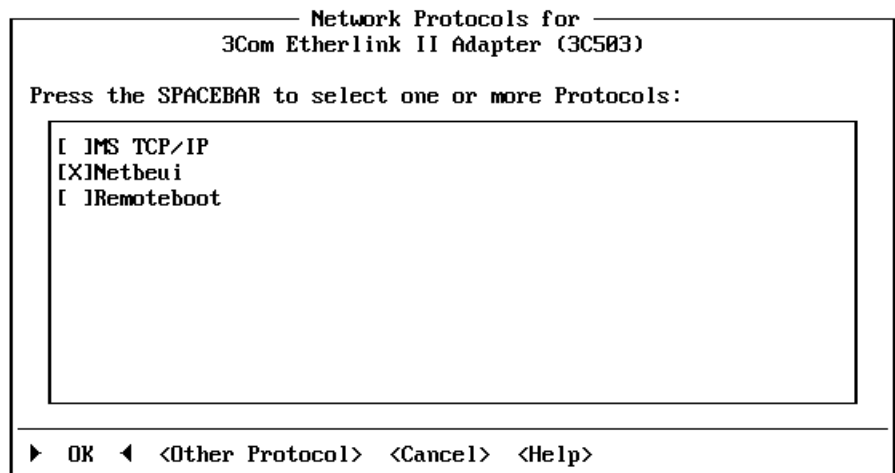 Network Protocols for
3Com Etherlink II Adapter (3C503)
Press the SPACEBAR to select one or more Protocols:
[ ]MS TCP/IP
[X]Netbeui
[ ]Remoteboot
► OK ◄ <Other Protocol> <Cancel> <Help>